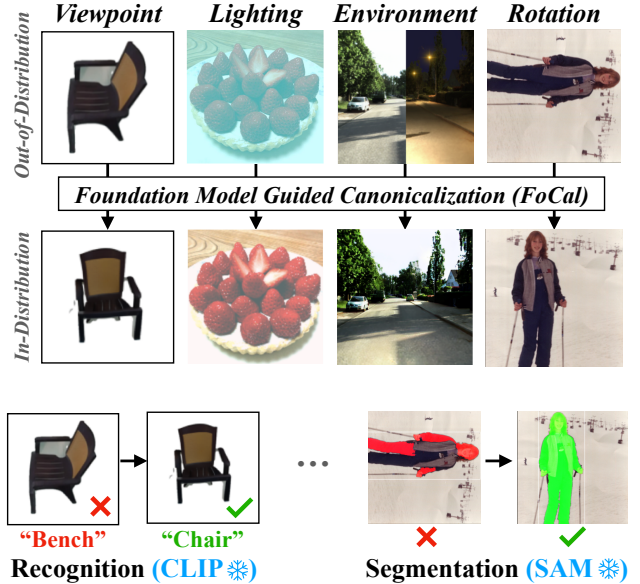 Viewpoint Lighting Environment Rotation
Out-of-Distribution
Foundation Model Guided Canonicalization (FoCal)
In-Distribution
...
"Bench" "Chair"
Recognition (CLIP) Segmentation (SAM)